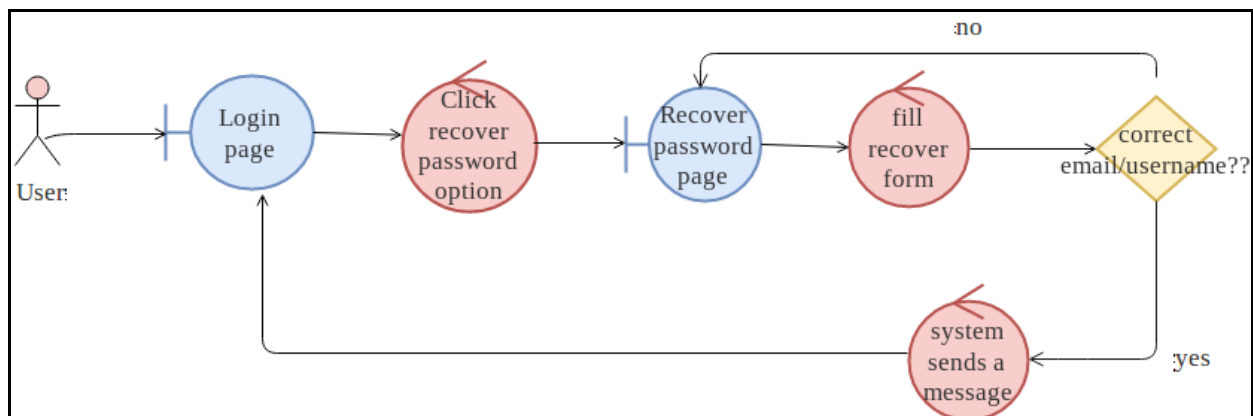 :no
User:
Login
page
Click
recover
password
option
Recover
password
page
fill
recover
form
correct
email/username??
system
sends a
message
:yes